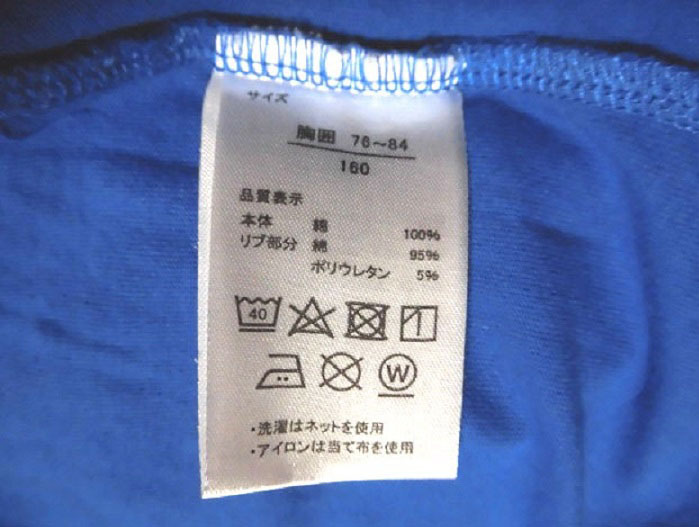 サイズ
胸囲 76～84
160
品質表示
本体 綿 100%
リブ部分 綿 95%
ポリウレタン 5%
40
W
・洗濯はネットを使用
・アイロンは当て布を使用